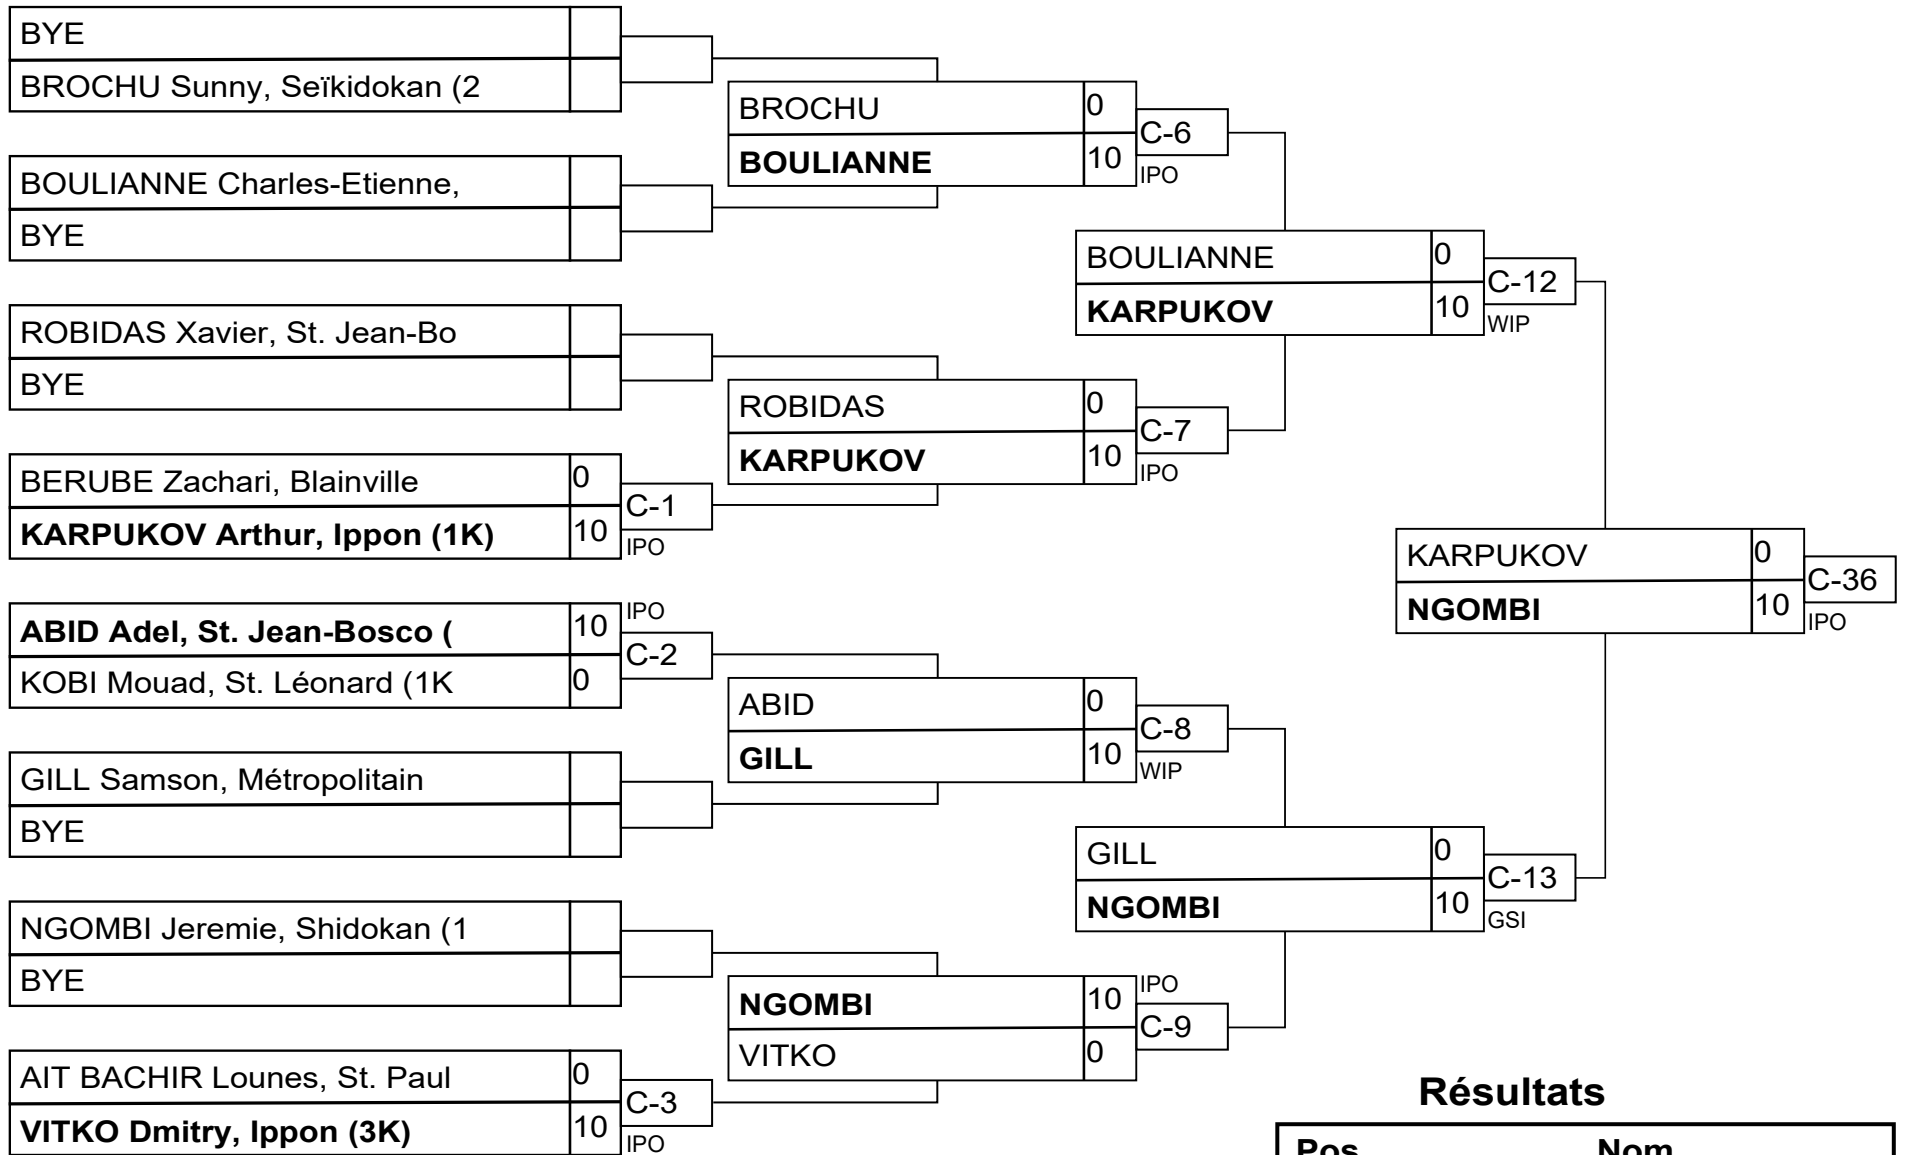 BYE
BROCHU Sunny, Seïkidokan (2
BOULIANNE Charles-Etienne,
BYE
ROBIDAS Xavier, St. Jean-Bo
BYE
BERUBE Zachari, Blainville 0
KARPUKOV Arthur, Ippon (1K) 10
C-1
IPO
ABID Adel, St. Jean-Bosco ( 10
KOBI Mouad, St. Léonard (1K 0
IPO
C-2
GILL Samson, Métropolitain
BYE
NGOMBI Jeremie, Shidokan (1
BYE
AIT BACHIR Lounes, St. Paul 0
VITKO Dmitry, Ippon (3K) 10
C-3
IPO
BROCHU 0
BOULIANNE 10
C-6
IPO
ROBIDAS 0
KARPUKOV 10
C-7
IPO
ABID 0
GILL 10
C-8
WIP
NGOMBI 10
VITKO 0
IPO
C-9
BOULIANNE 0
KARPUKOV 10
C-12
WIP
GILL 0
NGOMBI 10
C-13
GSI
KARPUKOV 0
NGOMBI 10
C-36
IPO
Résultats
Pos Nom